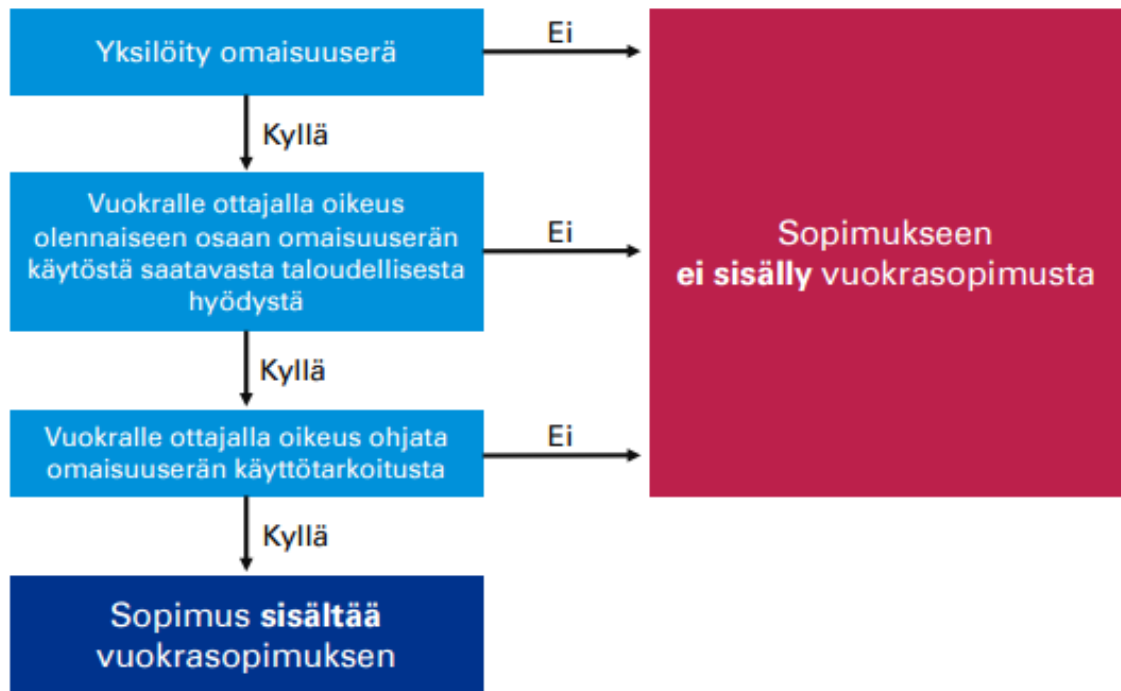 Yksilöity omaisuuserä
Ei
Kyllä
Vuokralle ottajalla oikeus
olennaiseen osaan omaisuuserän
käytöstä saatavasta taloudellisesta
hyödystä
Ei
Kyllä
Vuokralle ottajalla oikeus ohjata
omaisuuserän käyttötarkoitusta
Ei
Kyllä
Sopimus sisältää
vuokrasopimuksen
Sopimukseen
ei sisälly vuokrasopimusta